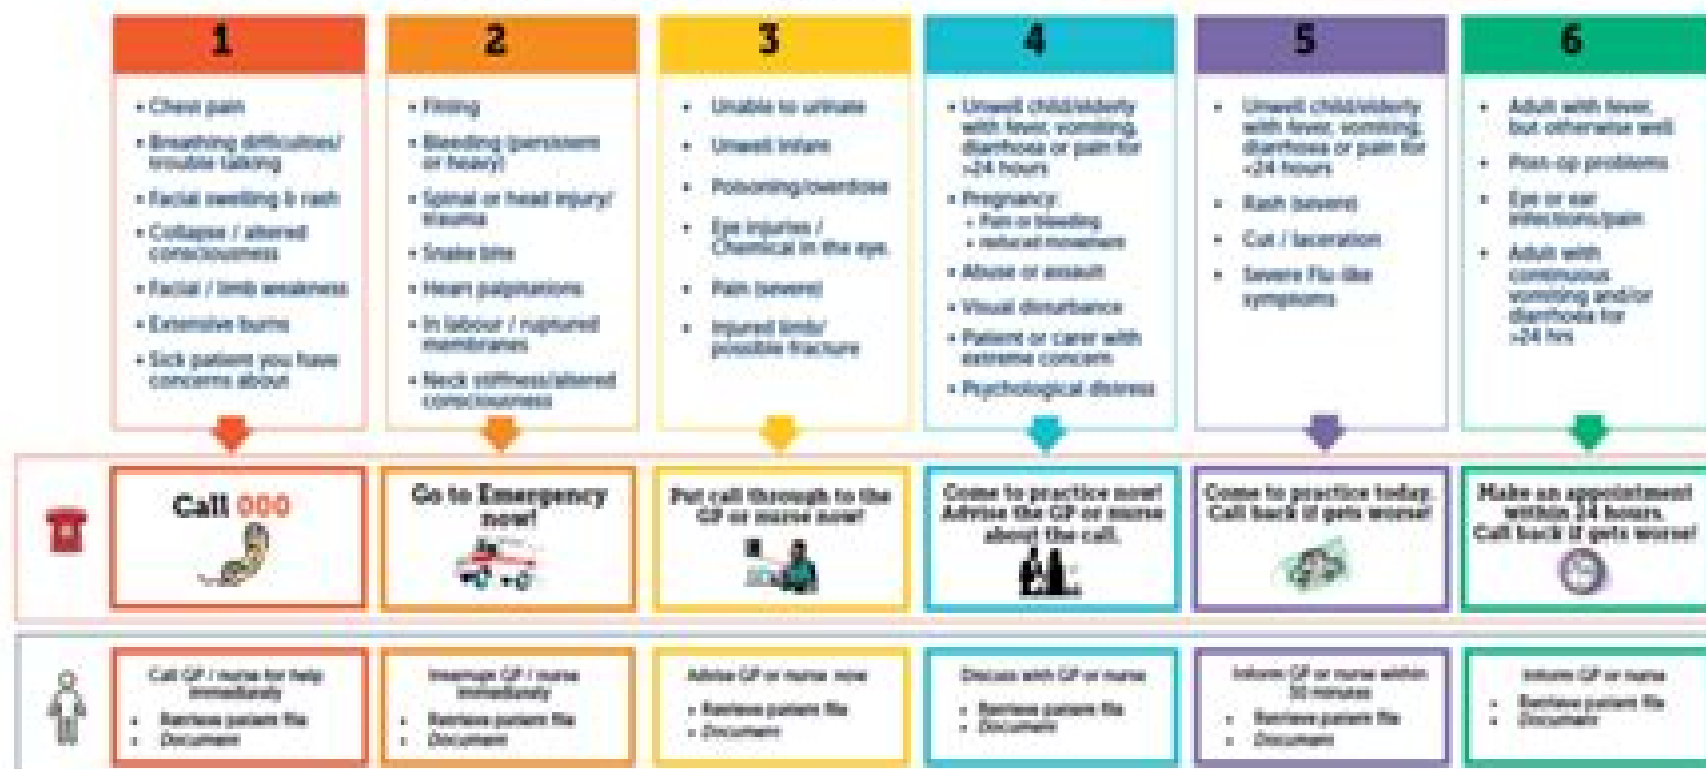 1
• Chest pain
• Breathing difficulties/
trouble talking
• Facial swelling & rash
• Collapse / altered
consciousness
• Facial / limb weakness
• Extensive burns
• Sick patient you have
concerns about
2
• Fitting
• Bleeding (persistent
or heavy)
• Spinal or head injury/
trauma
• Snake bite
• Heart palpitations
• In labour / ruptured
membranes
• Neck stiffness/altered
consciousness
3
• Unable to urinate
• Unwell infant
• Poisoning/overdose
• Eye injuries /
Chemical in the eye.
• Pain (severe)
• Injured limb/
possible fracture
4
• Unwell child/elderly
with fever, vomiting,
diarrhoea or pain for
>24 hours
• Pregnancy:
• Pain or bleeding
• reduced movement
• Abuse or assault
• Visual disturbance
• Patient or carer with
extreme concern
• Psychological distress
5
• Unwell child/elderly
with fever, vomiting,
diarrhoea or pain for
<24 hours
• Rash (severe)
• Cut / laceration
• Severe Flu-like
symptoms
6
• Adult with fever,
but otherwise well
• Post-op problems
• Eye or ear
infections/pain
• Adult with
continuous
vomiting and/or
diarrhoea for
>24 hrs
Call 000
Go to Emergency
now!
Put call through to the
GP or nurse now!
Come to practice now!
Advise the GP or nurse
about the call.
Come to practice today.
Call back if gets worse!
Make an appointment
within 24 hours.
Call back if gets worse!
Call GP / nurse for help
immediately
• Retrieve patient file
• Document
Interrupt GP / nurse
immediately
• Retrieve patient file
• Document
Advise GP or nurse now
• Retrieve patient file
• Document
Discuss with GP or nurse
• Retrieve patient file
• Document
Inform GP or nurse within
30 minutes
• Retrieve patient file
• Document
Inform GP or nurse
• Retrieve patient file
• Document